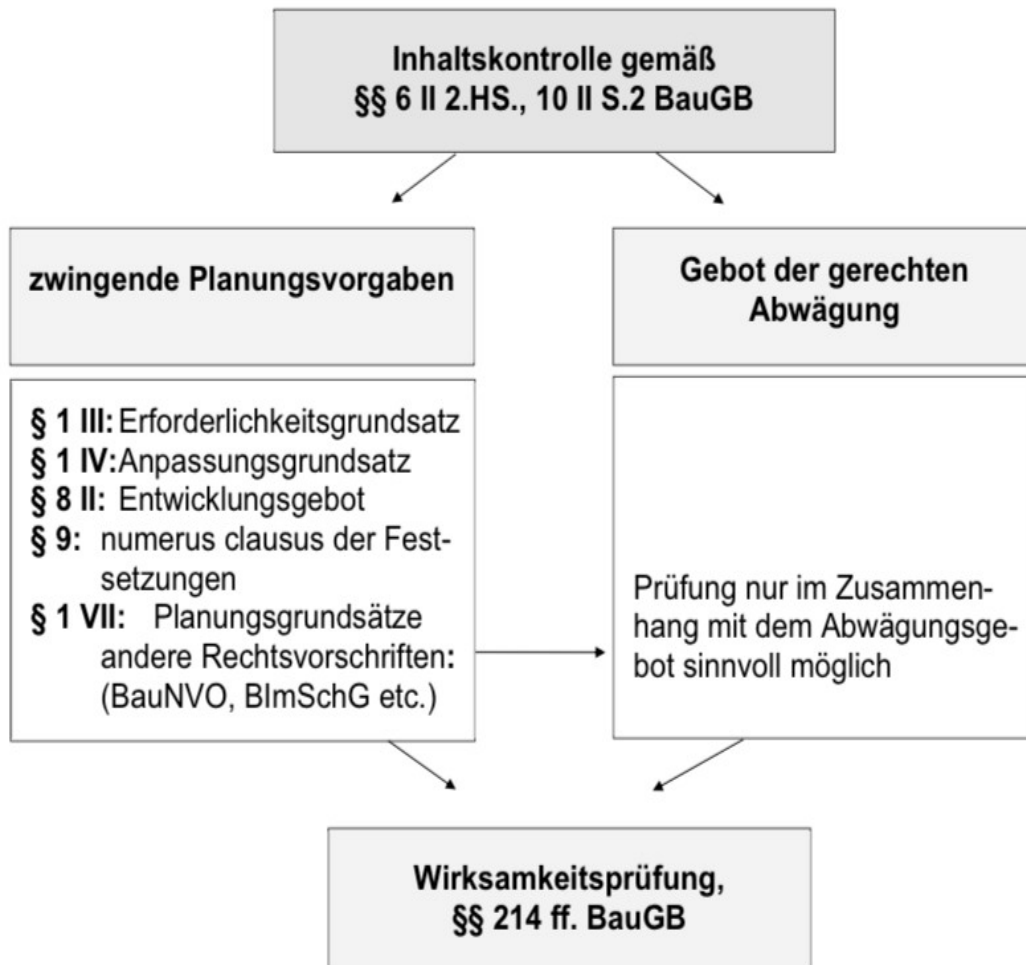 Inhaltskontrolle gemäß
§§ 6 II 2.HS., 10 II S.2 BauGB
zwingende Planungsvorgaben
Gebot der gerechten
Abwägung
§ 1 III: Erforderlichkeitsgrundsatz
§ 1 IV: Anpassungsgrundsatz
§ 8 II: Entwicklungsgebot
§ 9: numerus clausus der Fest-
setzungen
§ 1 VII: Planungsgrundsätze
andere Rechtsvorschriften:
(BauNVO, BImSchG etc.)
Prüfung nur im Zusammen-
hang mit dem Abwägungsge-
bot sinnvoll möglich
Wirksamkeitsprüfung,
§§ 214 ff. BauGB